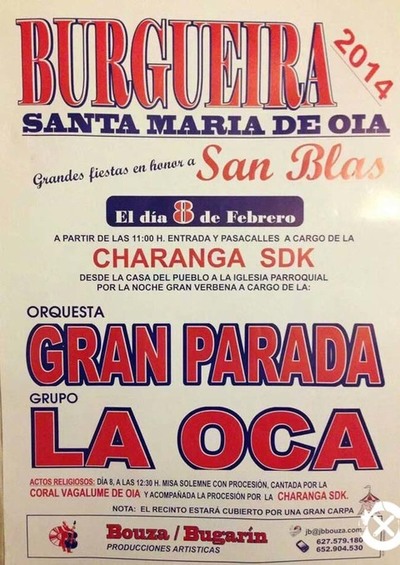 BURGUEIRA
2014
SANTA MARIA DE OIA
Grandes fiestas en honor a San Blas
El día 8 de Febrero
A PARTIR DE LAS 11:00 H. ENTRADA Y PASACALLES A CARGO DE LA
CHARANGA SDK
DESDE LA CASA DEL PUEBLO A LA IGLESIA PARROQUIAL
POR LA NOCHE GRAN VERBENA A CARGO DE LA:
ORQUESTA
GRAN PARADA
GRUPO
LA OCA
ACTOS RELIGIOSOS: DÍA 8, A LAS 12:30 H. MISA SOLEMNE CON PROCESIÓN, CANTADA POR LA
CORAL VAGALUME DE OIA Y ACOMPAÑADA LA PROCESIÓN POR LA CHARANGA SDK.
NOTA: EL RECINTO ESTARÁ CUBIERTO POR UNA GRAN CARPA
Bouza / Bugarín
PRODUCCIONES ARTISTICAS
jb@jbbouza.com
627.579.180
652.904.530